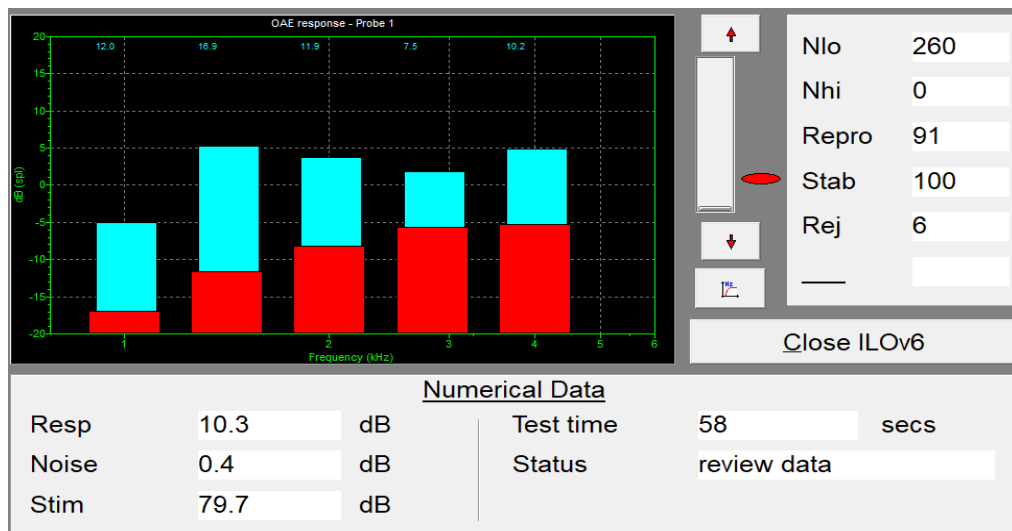 OAE response - Probe 1
20
12.0 16.9 11.9 7.5 10.2
15
10
5
0
-5
-10
-15
-20
dB (spl)
1 2 3 4 5 6
Frequency (kHz)
Hz
Nlo 260
Nhi 0
Repro 91
Stab 100
Rej 6
Close ILOv6
Numerical Data
Resp 10.3 dB Test time 58 secs
Noise 0.4 dB Status review data
Stim 79.7 dB